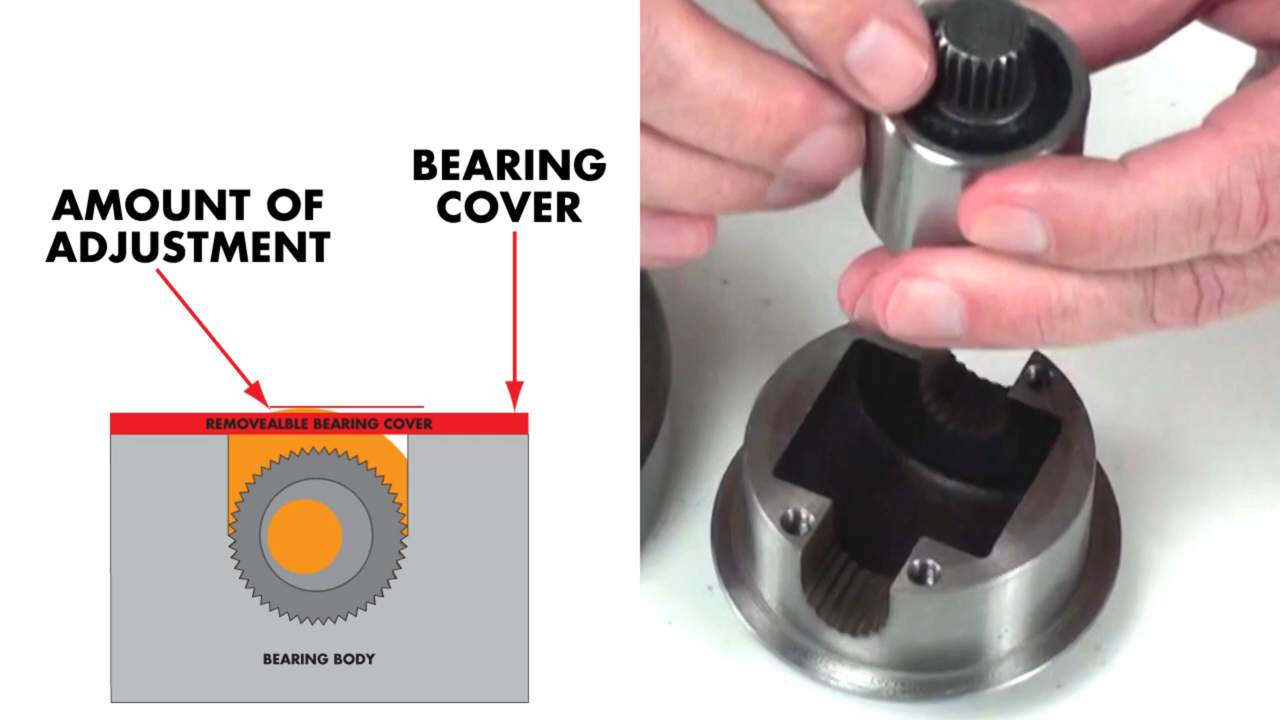 AMOUNT OF
ADJUSTMENT
BEARING
COVER
REMOVEALBLE BEARING COVER
BEARING BODY